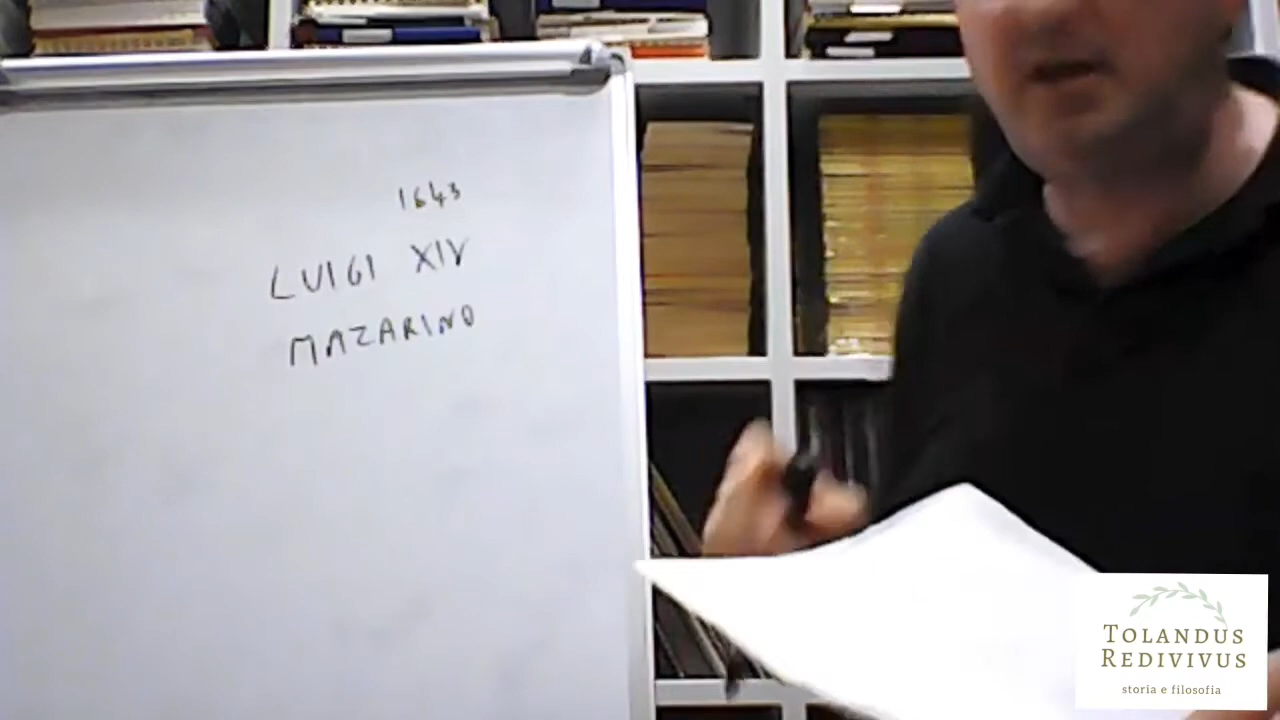 1643
LUIGI XIV
MAZARINO
TOLANDUS
REDIVIVUS
storia e filosofia